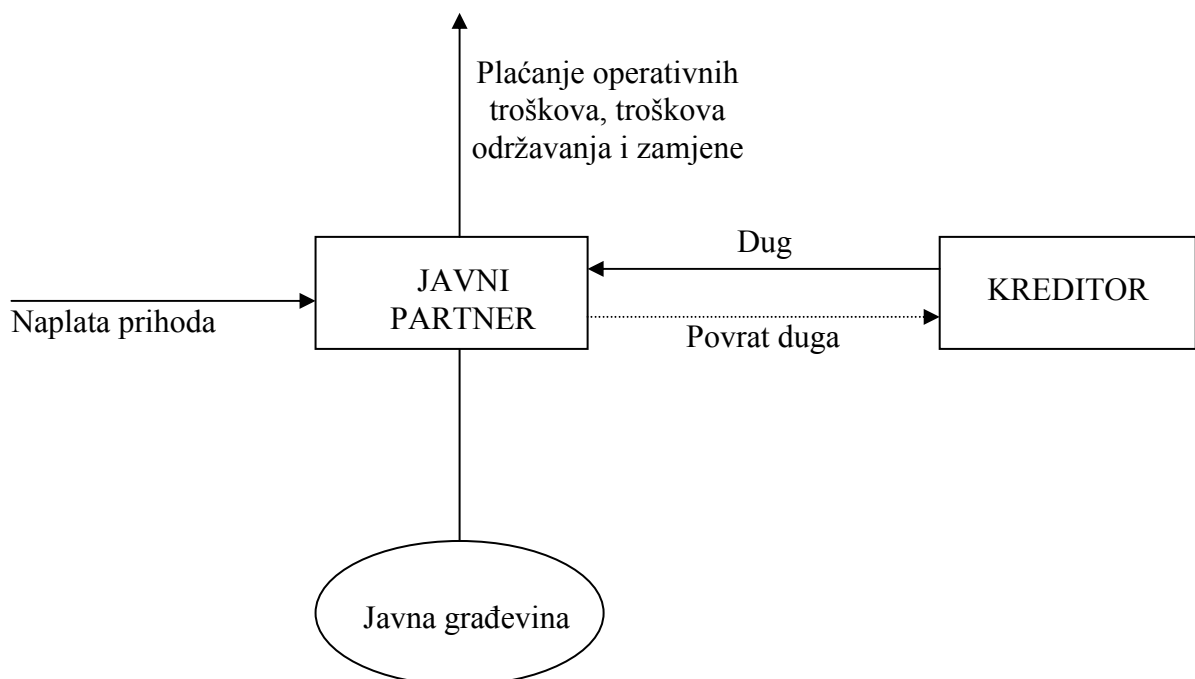 Plaćanje operativnih
troškova, troškova
održavanja i zamjene
Dug
JAVNI
PARTNER
KREDITOR
Naplata prihoda
Povrat duga
Javna građevina